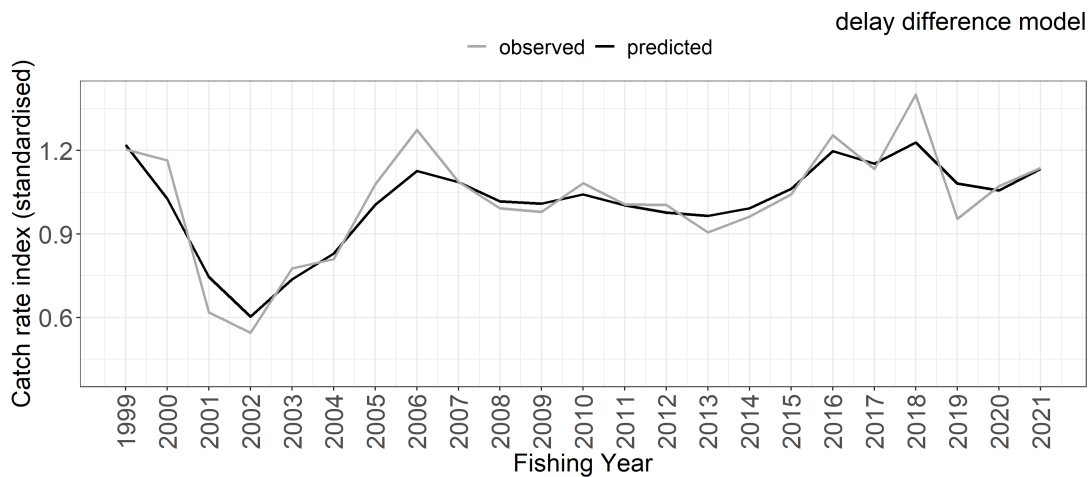 delay difference model
observed predicted
Catch rate index (standardised)
1.2
0.9
0.6
1999 2000 2001 2002 2003 2004 2005 2006 2007 2008 2009 2010 2011 2012 2013 2014 2015 2016 2017 2018 2019 2020 2021
Fishing Year